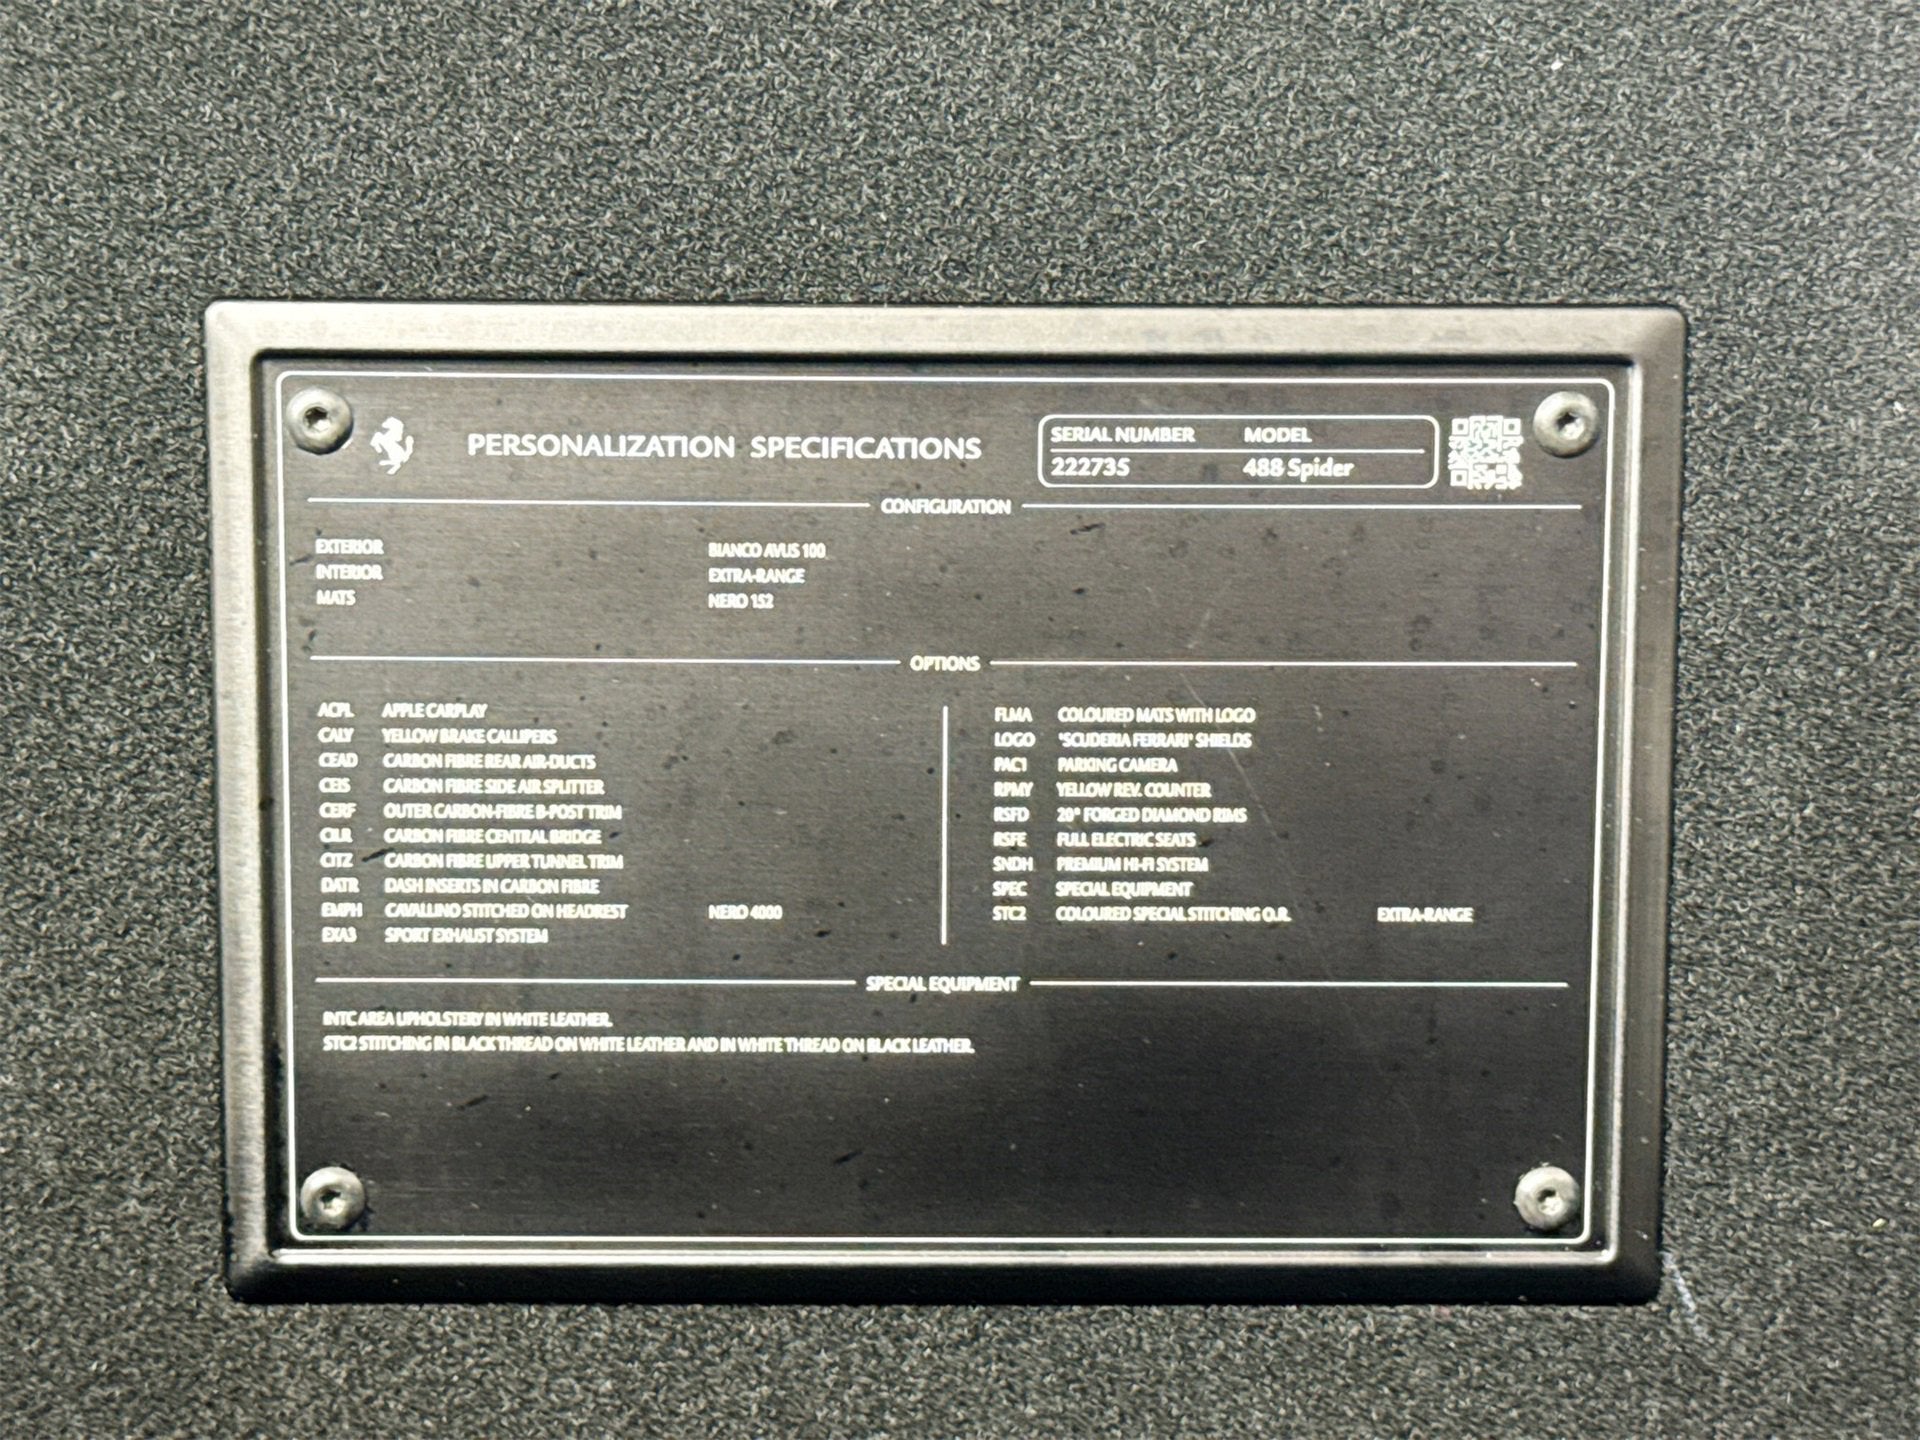 PERSONALIZATION SPECIFICATIONS
SERIAL NUMBER MODEL
222735 488 Spider
CONFIGURATION
EXTERIOR BIANCO AVUS 100
INTERIOR EXTRA-RANGE
MATS NERO 152
OPTIONS
ACPL APPLE CARPLAY
CALY YELLOW BRAKE CALLIPERS
CEAD CARBON FIBRE REAR AIR-DUCTS
CEIS CARBON FIBRE SIDE AIR SPLITTER
CERF OUTER CARBON-FIBRE B-POST TRIM
CILR CARBON FIBRE CENTRAL BRIDGE
CITZ CARBON FIBRE UPPER TUNNEL TRIM
DATR DASH INSERTS IN CARBON FIBRE
EMPH CAVALLINO STITCHED ON HEADREST NERO 4000
EXA3 SPORT EXHAUST SYSTEM
FLMA COLOURED MATS WITH LOGO
LOGO "SCUDERIA FERRARI" SHIELDS
PAC1 PARKING CAMERA
RPMY YELLOW REV. COUNTER
RSFD 20" FORGED DIAMOND RIMS
RSFE FULL ELECTRIC SEATS
SNDH PREMIUM HI-FI SYSTEM
SPEC SPECIAL EQUIPMENT
STC2 COLOURED SPECIAL STITCHING O.R. EXTRA-RANGE
SPECIAL EQUIPMENT
INTC AREA UPHOLSTERY IN WHITE LEATHER.
STC2 STITCHING IN BLACK THREAD ON WHITE LEATHER AND IN WHITE THREAD ON BLACK LEATHER.